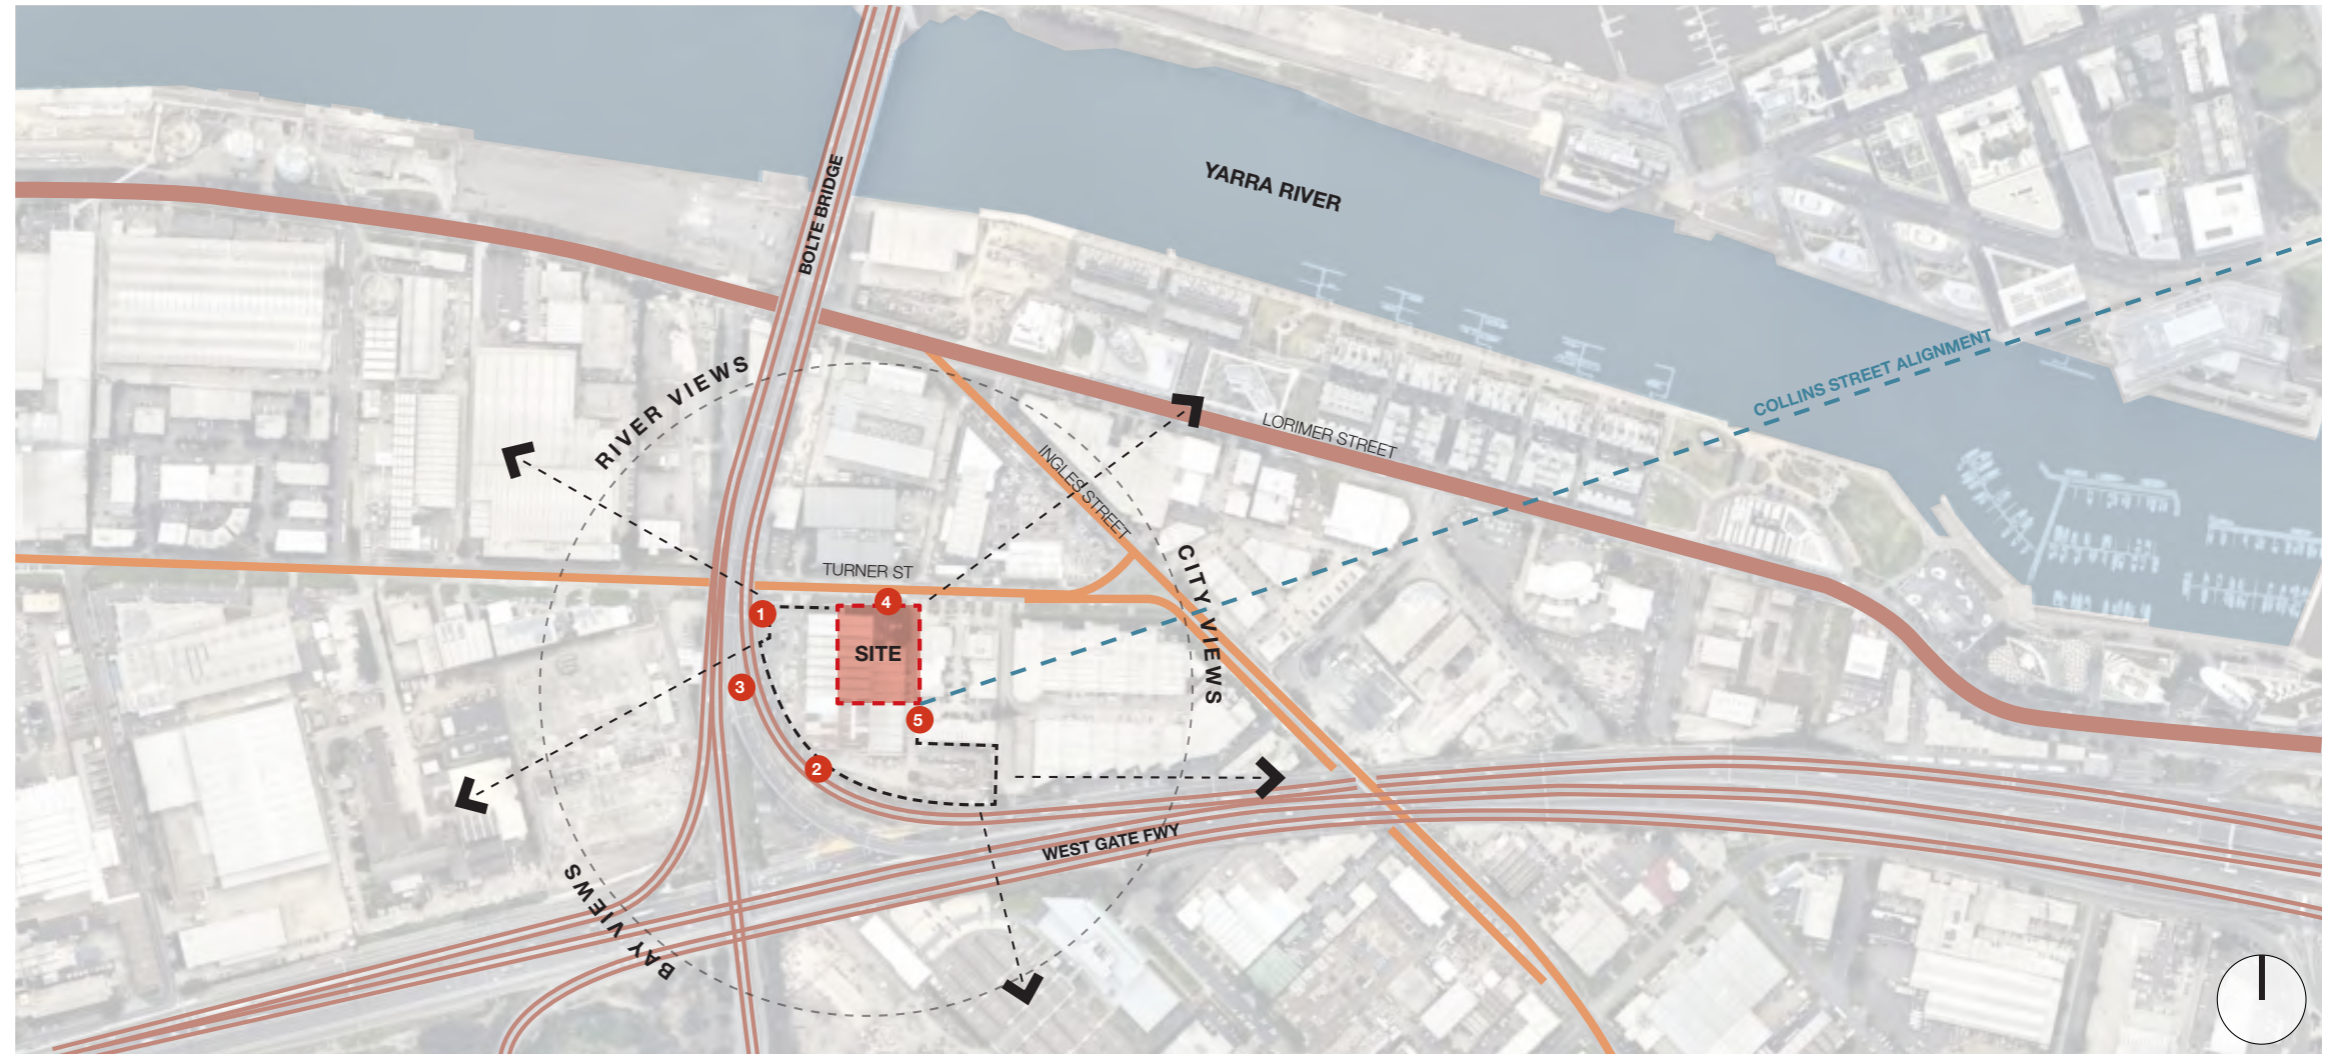 YARRA RIVER
BOLTE BRIDGE
RIVER VIEWS
COLLINS STREET ALIGNMENT
LORIMER STREET
INGLES STREET
CITY VIEWS
TURNER ST
1
4
SITE
3
5
2
WEST GATE FWY
BAY VIEWS